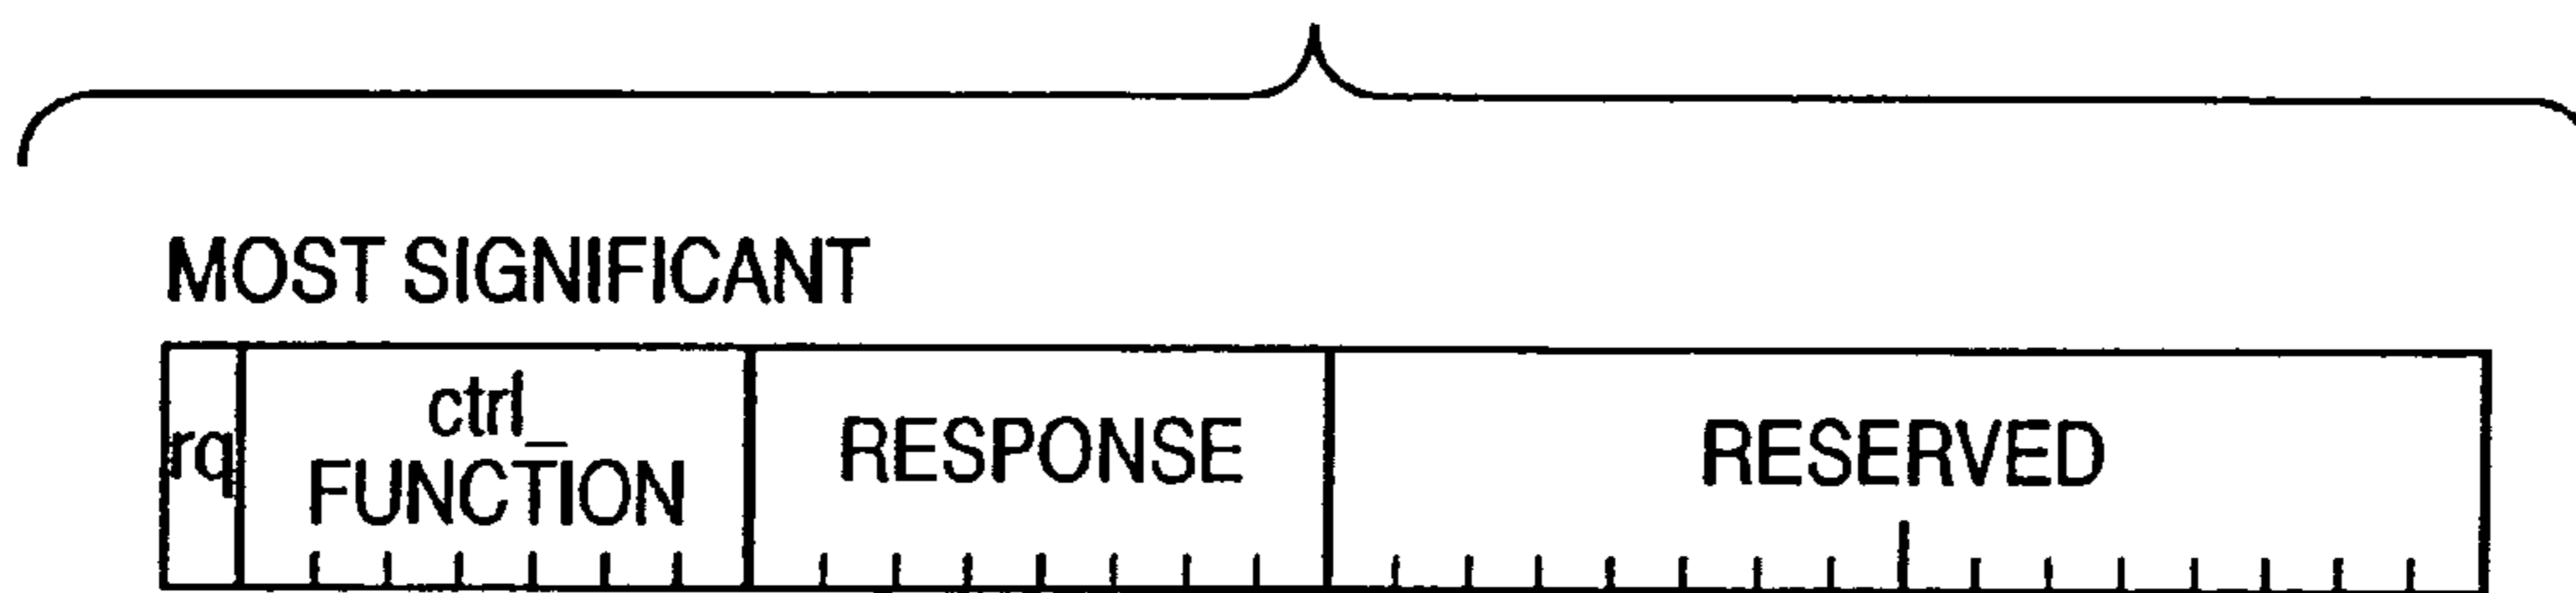 MOST SIGNIFICANT
rq
ctrl_
FUNCTION
RESPONSE
RESERVED